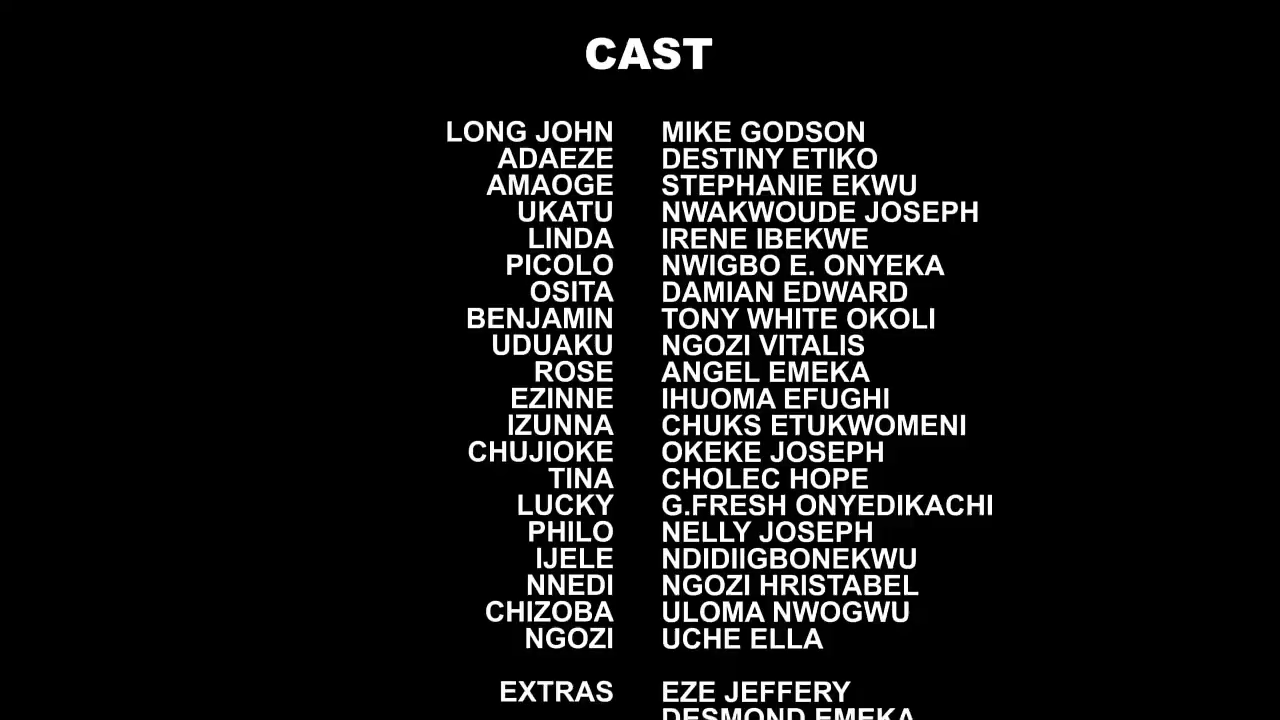 CAST
LONG JOHN MIKE GODSON
ADAEZE DESTINY ETIKO
AMAOGE STEPHANIE EKWU
UKATU NWAKWOUDE JOSEPH
LINDA IRENE IBEKWE
PICOLO NWIGBO E. ONYEKA
OSITA DAMIAN EDWARD
BENJAMIN TONY WHITE OKOLI
UDUAKU NGOZI VITALIS
ROSE ANGEL EMEKA
EZINNE IHUOMA EFUGHI
IZUNNA CHUKS ETUKWOMENI
CHUJIOKE OKEKE JOSEPH
TINA CHOLEC HOPE
LUCKY G.FRESH ONYEDIKACHI
PHILO NELLY JOSEPH
IJELE NDIDIIGBONEKWU
NNEDI NGOZI HRISTABEL
CHIZOBA ULOMA NWOGWU
NGOZI UCHE ELLA
EXTRAS EZE JEFFERY
DESMOND EMEKA